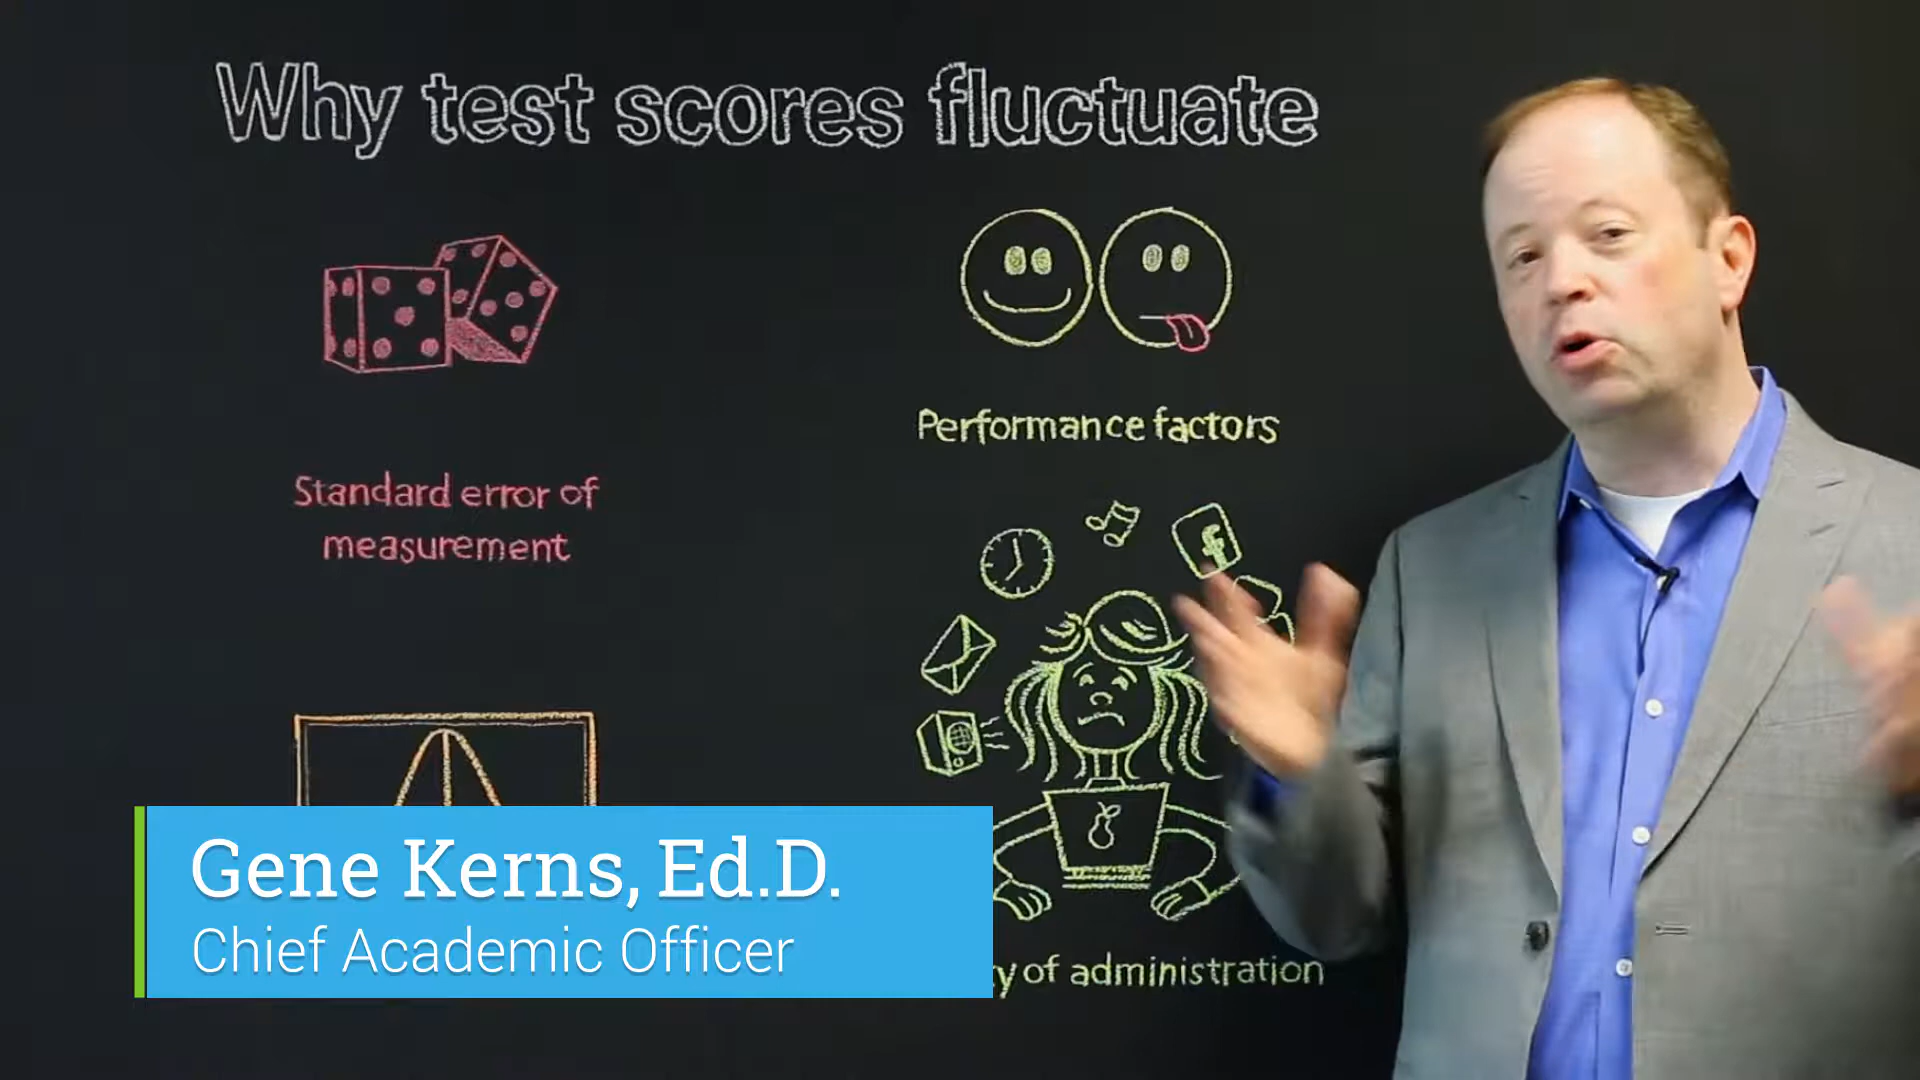 Why test scores fluctuate
Performance factors
Standard error of
measurement
f
Gene Kerns, Ed.D.
Chief Academic Officer
y of administration